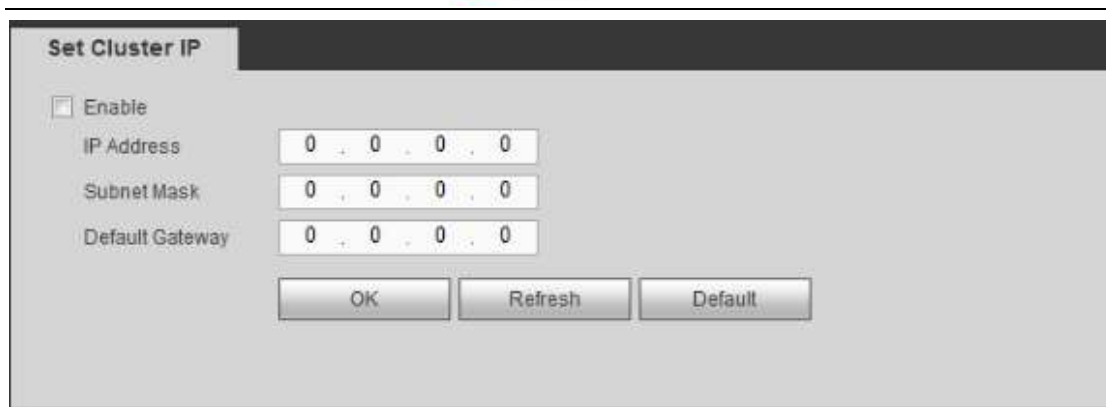 Set Cluster IP
Enable
IP Address 0 . 0 . 0 . 0
Subnet Mask 0 . 0 . 0 . 0
Default Gateway 0 . 0 . 0 . 0
OK Refresh Default